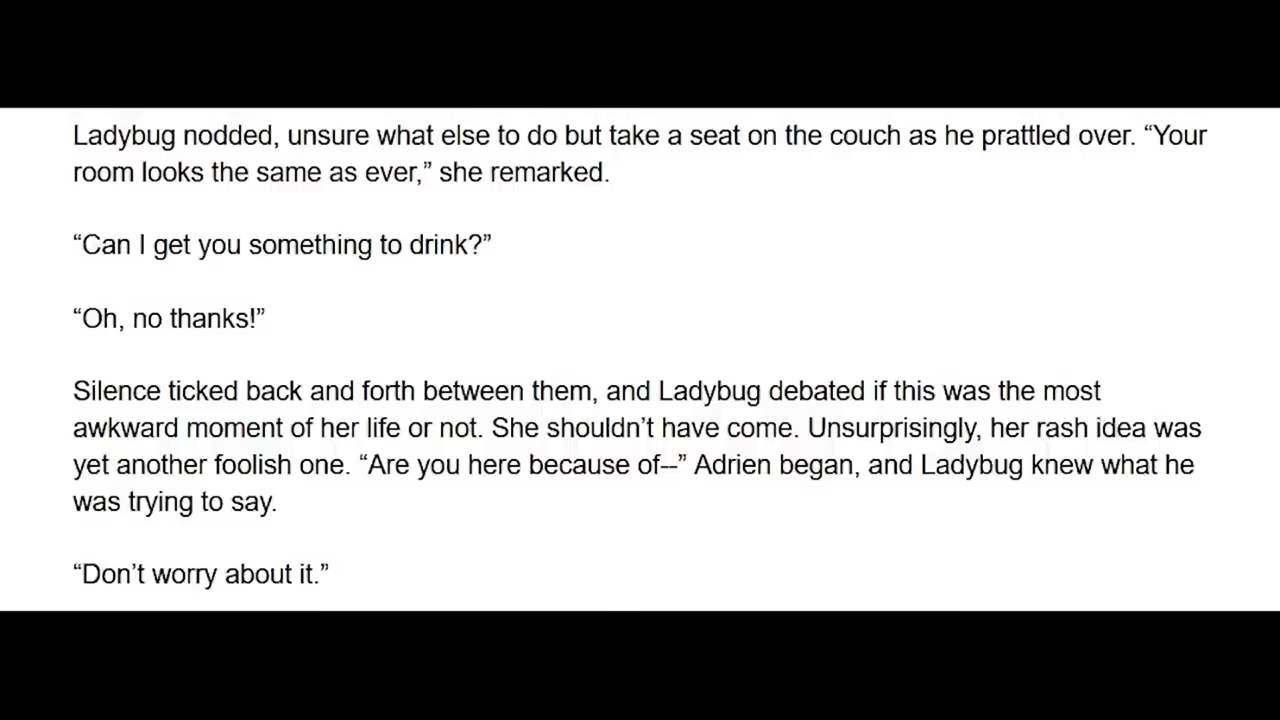 Ladybug nodded, unsure what else to do but take a seat on the couch as he prattled over. “Your
room looks the same as ever,” she remarked.
“Can I get you something to drink?”
“Oh, no thanks!”
Silence ticked back and forth between them, and Ladybug debated if this was the most
awkward moment of her life or not. She shouldn’t have come. Unsurprisingly, her rash idea was
yet another foolish one. “Are you here because of--” Adrien began, and Ladybug knew what he
was trying to say.
“Don’t worry about it.”